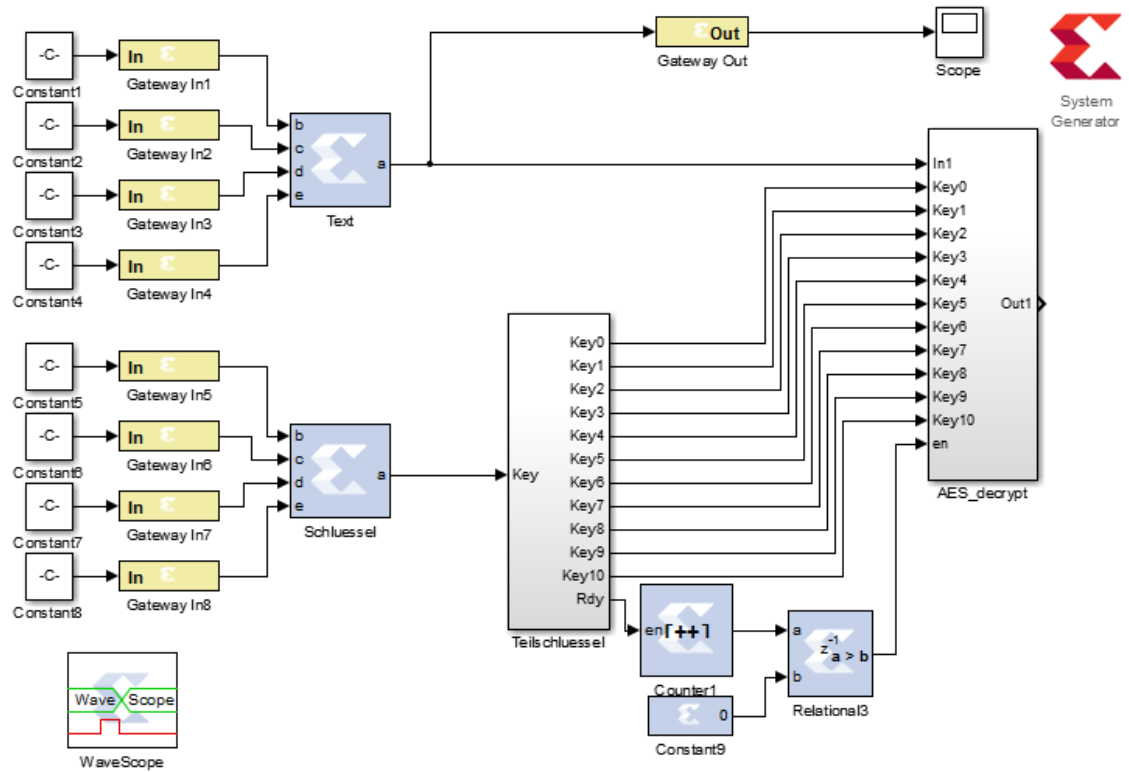 -C-
Constant1
In
Gateway In1
-C-
Constant2
In
Gateway In2
-C-
Constant3
In
Gateway In3
-C-
Constant4
In
Gateway In4
b
c
d
e
a
Text
Out
Gateway Out
Scope
System
Generator
In1
Key0
Key1
Key2
Key3
Key4
Key5
Key6
Key7
Key8
Key9
Key10
en
Out1
AES_decrypt
-C-
Constant5
In
Gateway In5
-C-
Constant6
In
Gateway In6
-C-
Constant7
In
Gateway In7
-C-
Constant8
In
Gateway In8
b
c
d
e
a
Schluessel
Key
Key0
Key1
Key2
Key3
Key4
Key5
Key6
Key7
Key8
Key9
Key10
Rdy
Teilschluessel
en
++
Counter1
0
Constant9
a
b
z-1
a > b
Relational3
Wave Scope
WaveScope